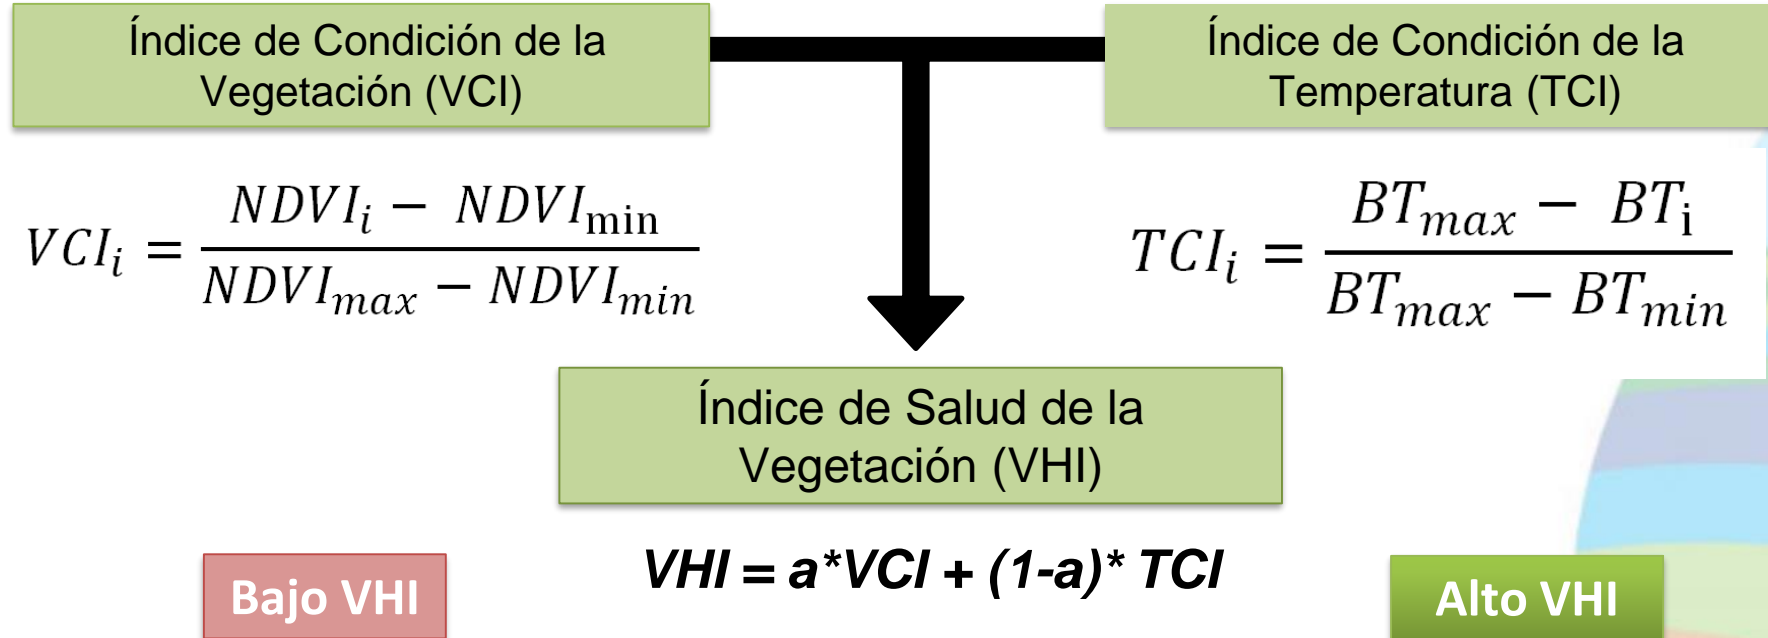 Índice de Condición de la
Vegetación (VCI)
Índice de Condición de la
Temperatura (TCI)
VCI_i = (NDVI_i − NDVI_min) / (NDVI_max − NDVI_min)
TCI_i = (BT_max − BT_i) / (BT_max − BT_min)
Índice de Salud de la
Vegetación (VHI)
VHI = a*VCI + (1-a)* TCI
Bajo VHI
Alto VHI